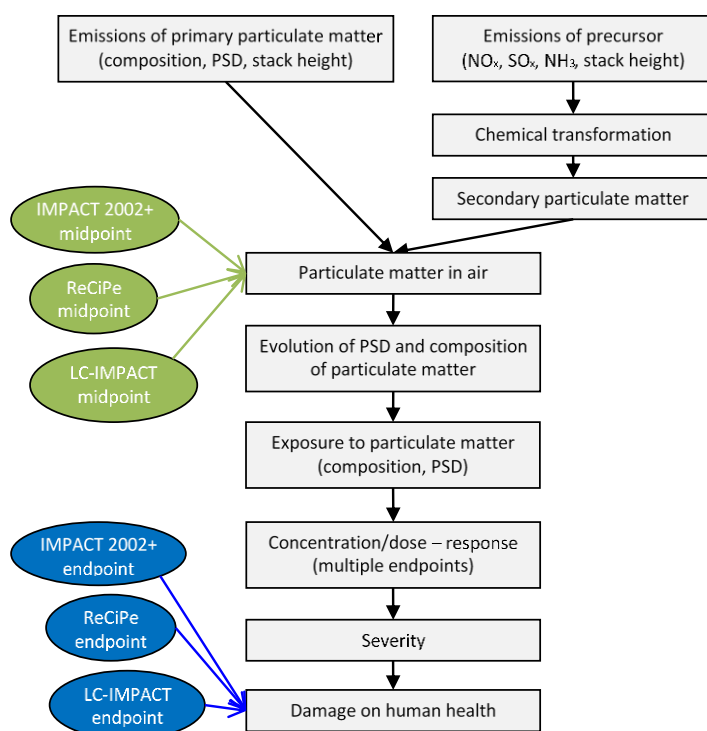 Emissions of primary particulate matter
(composition, PSD, stack height)
Emissions of precursor
(NOₓ, SOₓ, NH₃, stack height)
Chemical transformation
Secondary particulate matter
IMPACT 2002+
midpoint
Particulate matter in air
ReCiPe
midpoint
Evolution of PSD and composition
of particulate matter
LC-IMPACT
midpoint
Exposure to particulate matter
(composition, PSD)
Concentration/dose – response
(multiple endpoints)
IMPACT 2002+
endpoint
ReCiPe
endpoint
Severity
LC-IMPACT
endpoint
Damage on human health